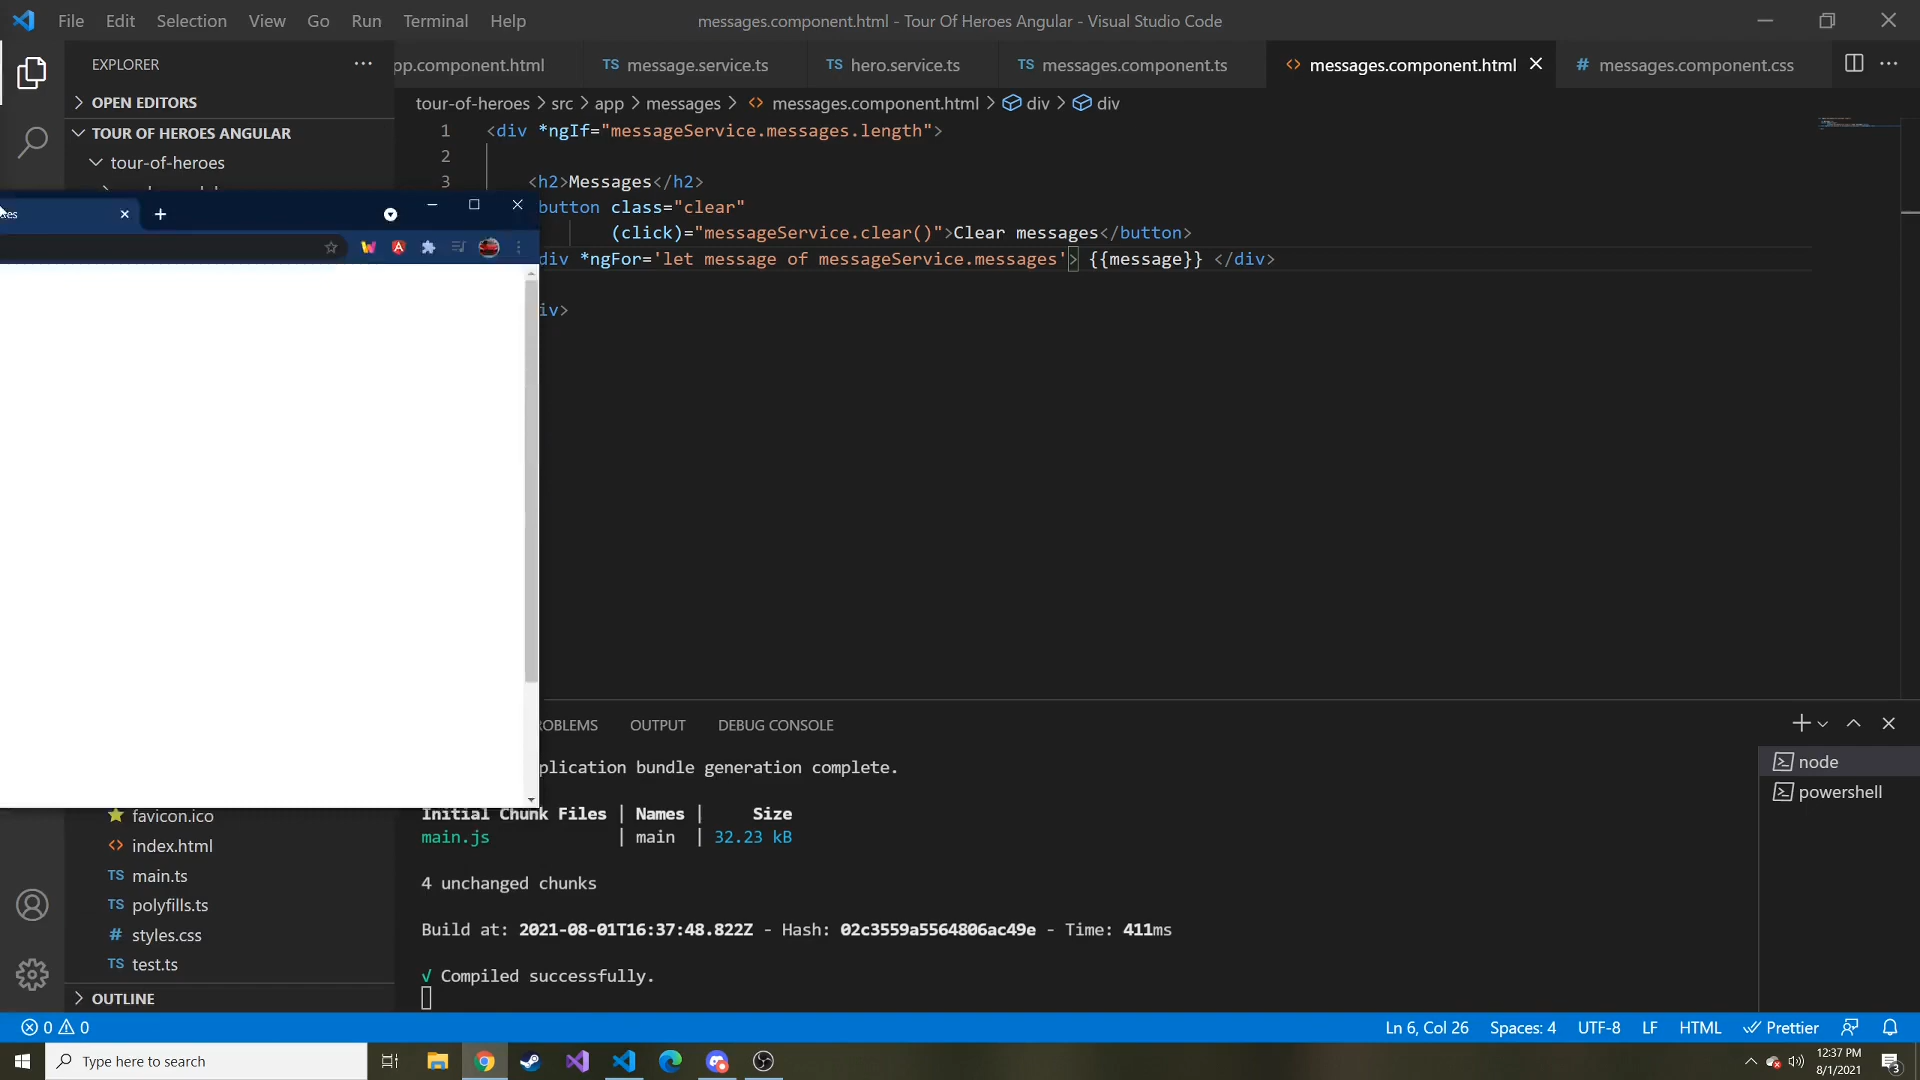 File Edit Selection View Go Run Terminal Help
messages.component.html - Tour Of Heroes Angular - Visual Studio Code
EXPLORER
pp.component.html
TS message.service.ts
TS hero.service.ts
TS messages.component.ts
<> messages.component.html
# messages.component.css
OPEN EDITORS
tour-of-heroes > src > app > messages > <> messages.component.html > div > div
TOUR OF HEROES ANGULAR
tour-of-heroes
1 <div *ngIf="messageService.messages.length">
2
3 <h2>Messages</h2>
button class="clear"
(click)="messageService.clear()">Clear messages</button>
div *ngFor='let message of messageService.messages'> {{message}} </div>
iv>
ROBLEMS OUTPUT DEBUG CONSOLE
plication bundle generation complete.
Initial Chunk Files | Names | Size
main.js | main | 32.23 kB
4 unchanged chunks
Build at: 2021-08-01T16:37:48.822Z - Hash: 02c3559a5564806ac49e - Time: 411ms
√ Compiled successfully.
node
powershell
favicon.ico
<> index.html
TS main.ts
TS polyfills.ts
# styles.css
TS test.ts
OUTLINE
0 0
Ln 6, Col 26 Spaces: 4 UTF-8 LF HTML Prettier
Type here to search
12:37 PM
8/1/2021
3